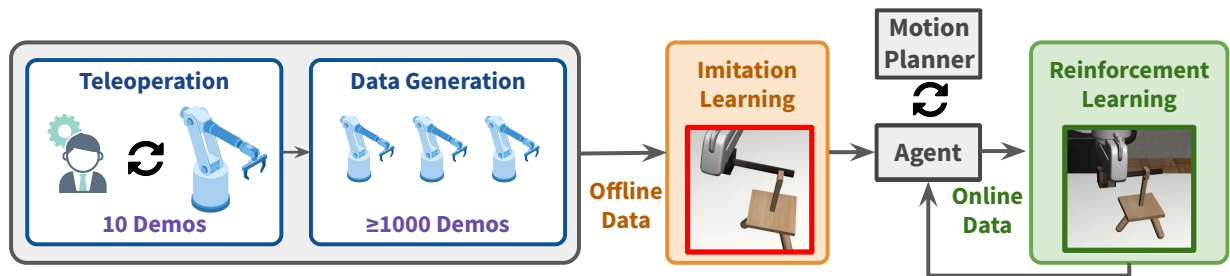 Teleoperation
10 Demos
Data Generation
≥1000 Demos
Offline
Data
Imitation
Learning
Motion
Planner
Agent
Online
Data
Reinforcement
Learning